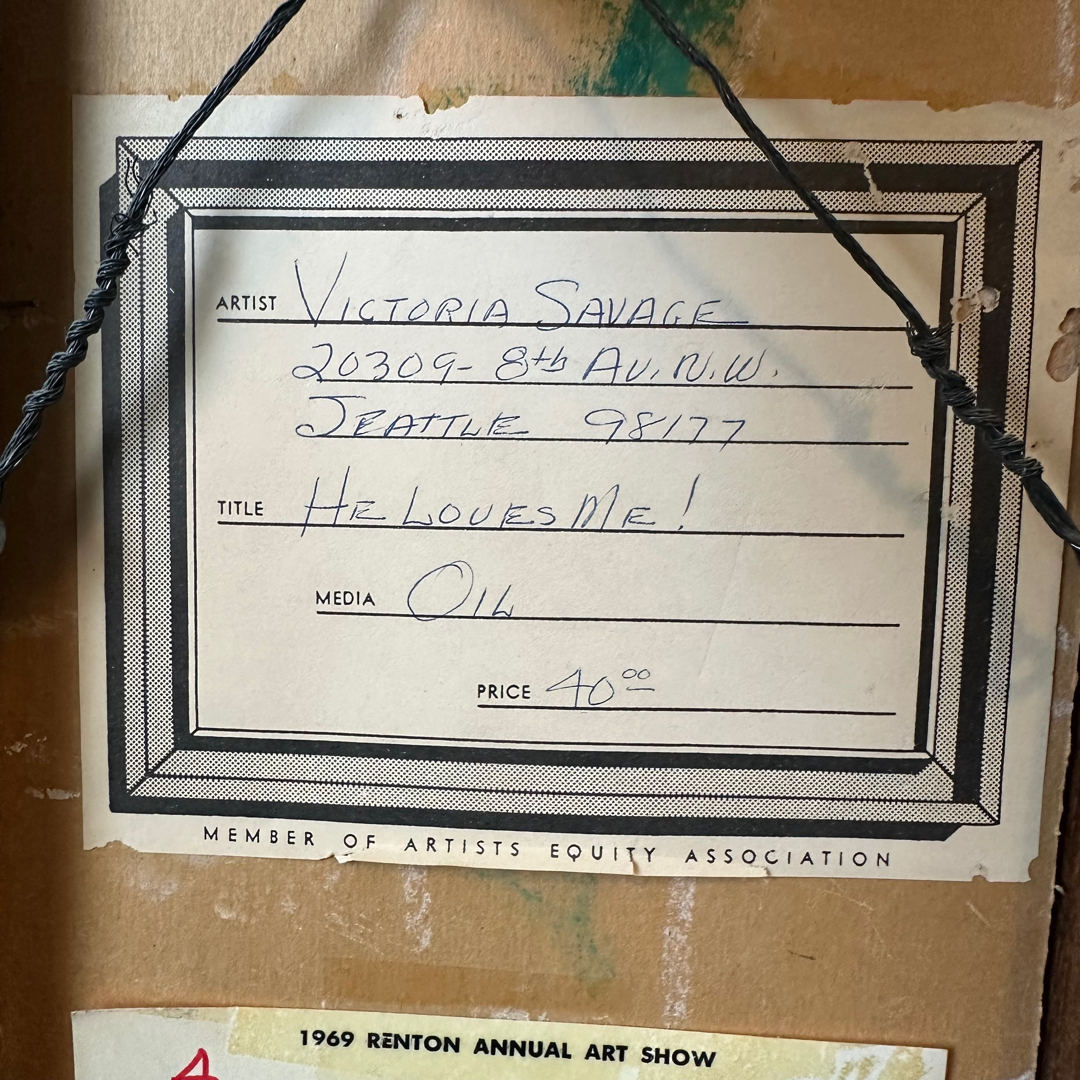 ARTIST VICTORIA SAVAGE
20309- 8th AV. N.W.
SEATTLE 98177
TITLE HE LOVES ME!
MEDIA OIL
PRICE 40 00
MEMBER OF ARTISTS EQUITY ASSOCIATION
1969 RENTON ANNUAL ART SHOW